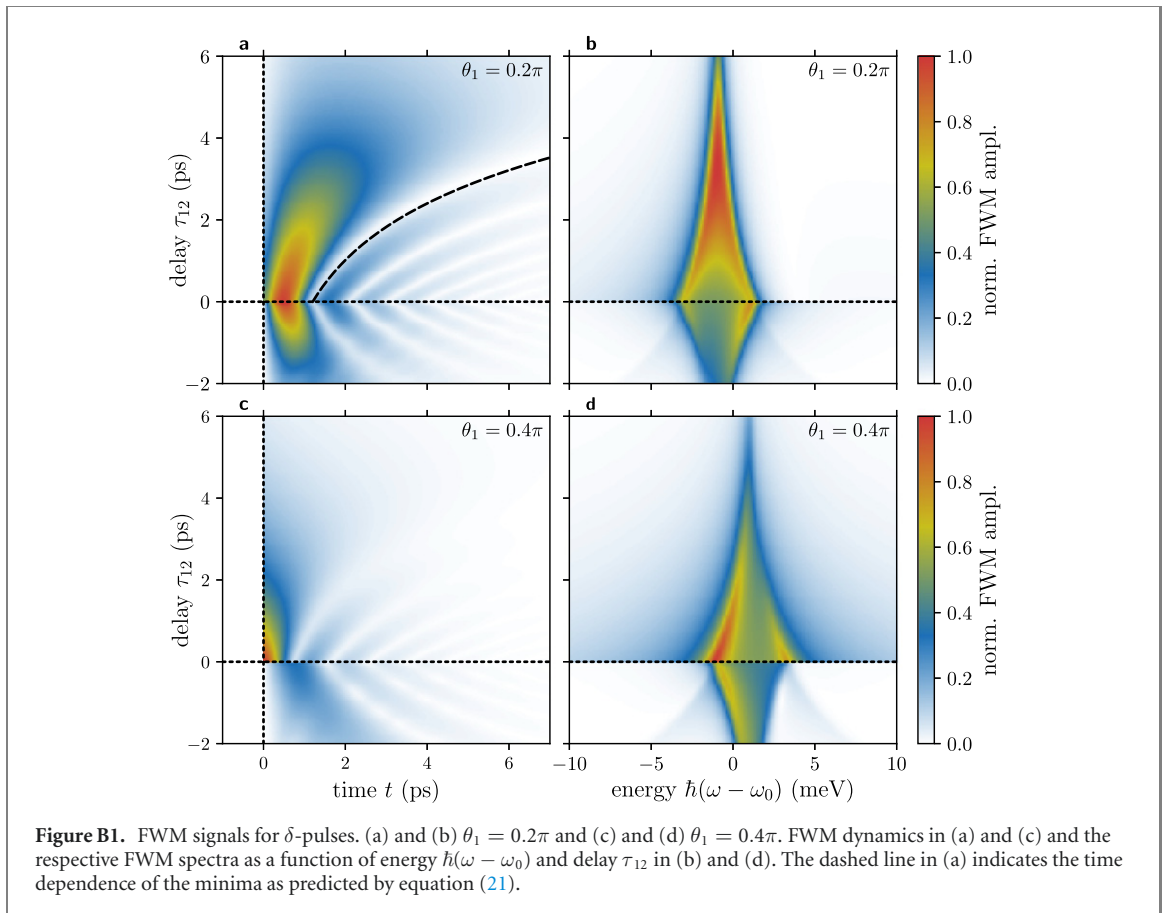 a
b
6
4
2
0
−2
delay τ₁₂ (ps)
θ₁ = 0.2π
θ₁ = 0.2π
1.0
0.8
0.6
0.4
0.2
0.0
norm. FWM ampl.
c
d
6
4
2
0
−2
delay τ₁₂ (ps)
θ₁ = 0.4π
θ₁ = 0.4π
1.0
0.8
0.6
0.4
0.2
0.0
norm. FWM ampl.
0 2 4 6
−10 −5 0 5 10
time t (ps)
energy ℏ(ω − ω₀) (meV)
Figure B1. FWM signals for δ-pulses. (a) and (b) θ₁ = 0.2π and (c) and (d) θ₁ = 0.4π. FWM dynamics in (a) and (c) and the
respective FWM spectra as a function of energy ℏ(ω − ω₀) and delay τ₁₂ in (b) and (d). The dashed line in (a) indicates the time
dependence of the minima as predicted by equation (21).